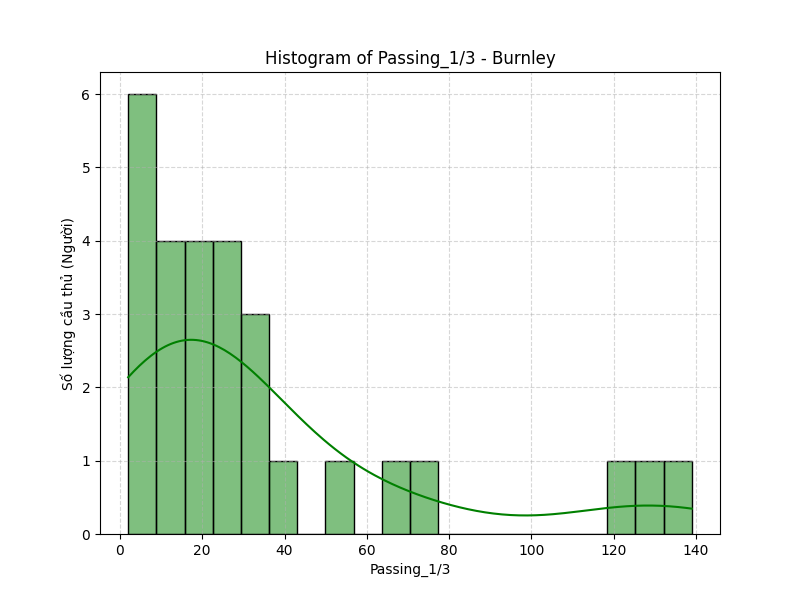 Histogram of Passing_1/3 - Burnley
6
5
4
3
2
1
0
Số lượng cầu thủ (Người)
0 20 40 60 80 100 120 140
Passing_1/3